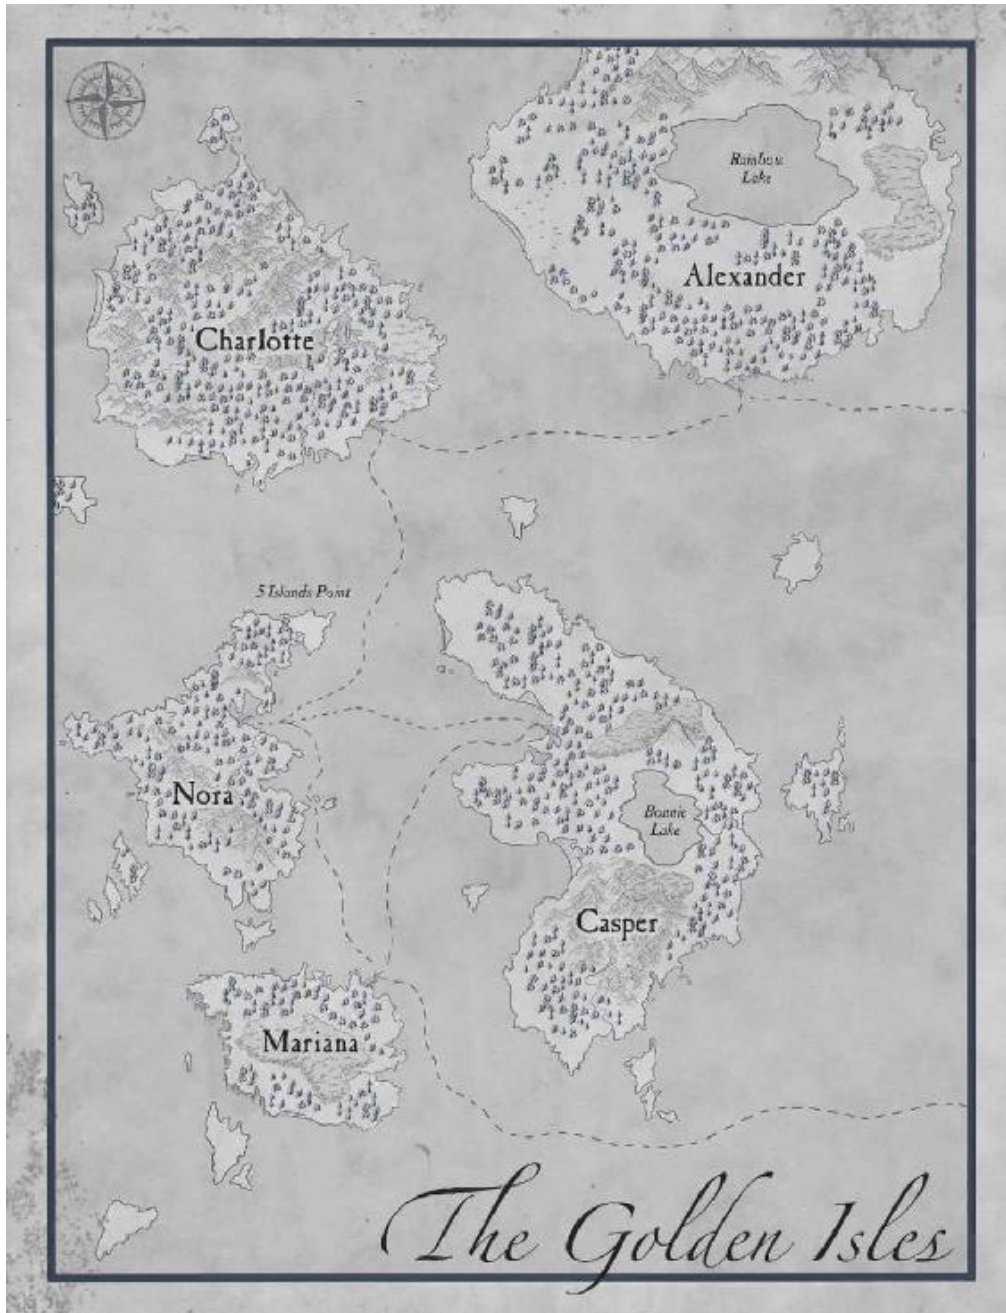 Rainbow
Lake
Alexander
Charlotte
5 Islands Point
Nora
Bonnie
Lake
Casper
Mariana
The Golden Isles